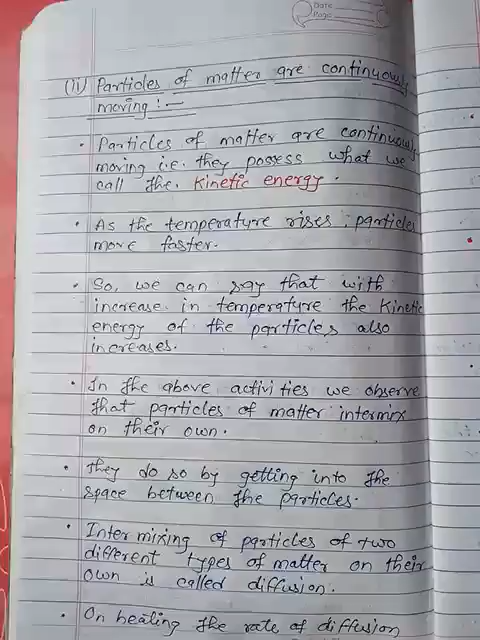 Date
Page
(ii) Particles of matter are continuously
moving :-
• Particles of matter are continuously
moving i.e. they possess what we
call the. Kinetic energy.
• As the temperature rises, particles
move faster.
• So, we can say that with
increase in temperature the Kinetic
energy of the particles also
increases.
• In the above activities we observe
that particles of matter intermix
on their own.
• They do so by getting into the
space between the particles.
• Inter mixing of particles of two
different types of matter on their
own is called diffusion.
• On heating the rate of diffusion